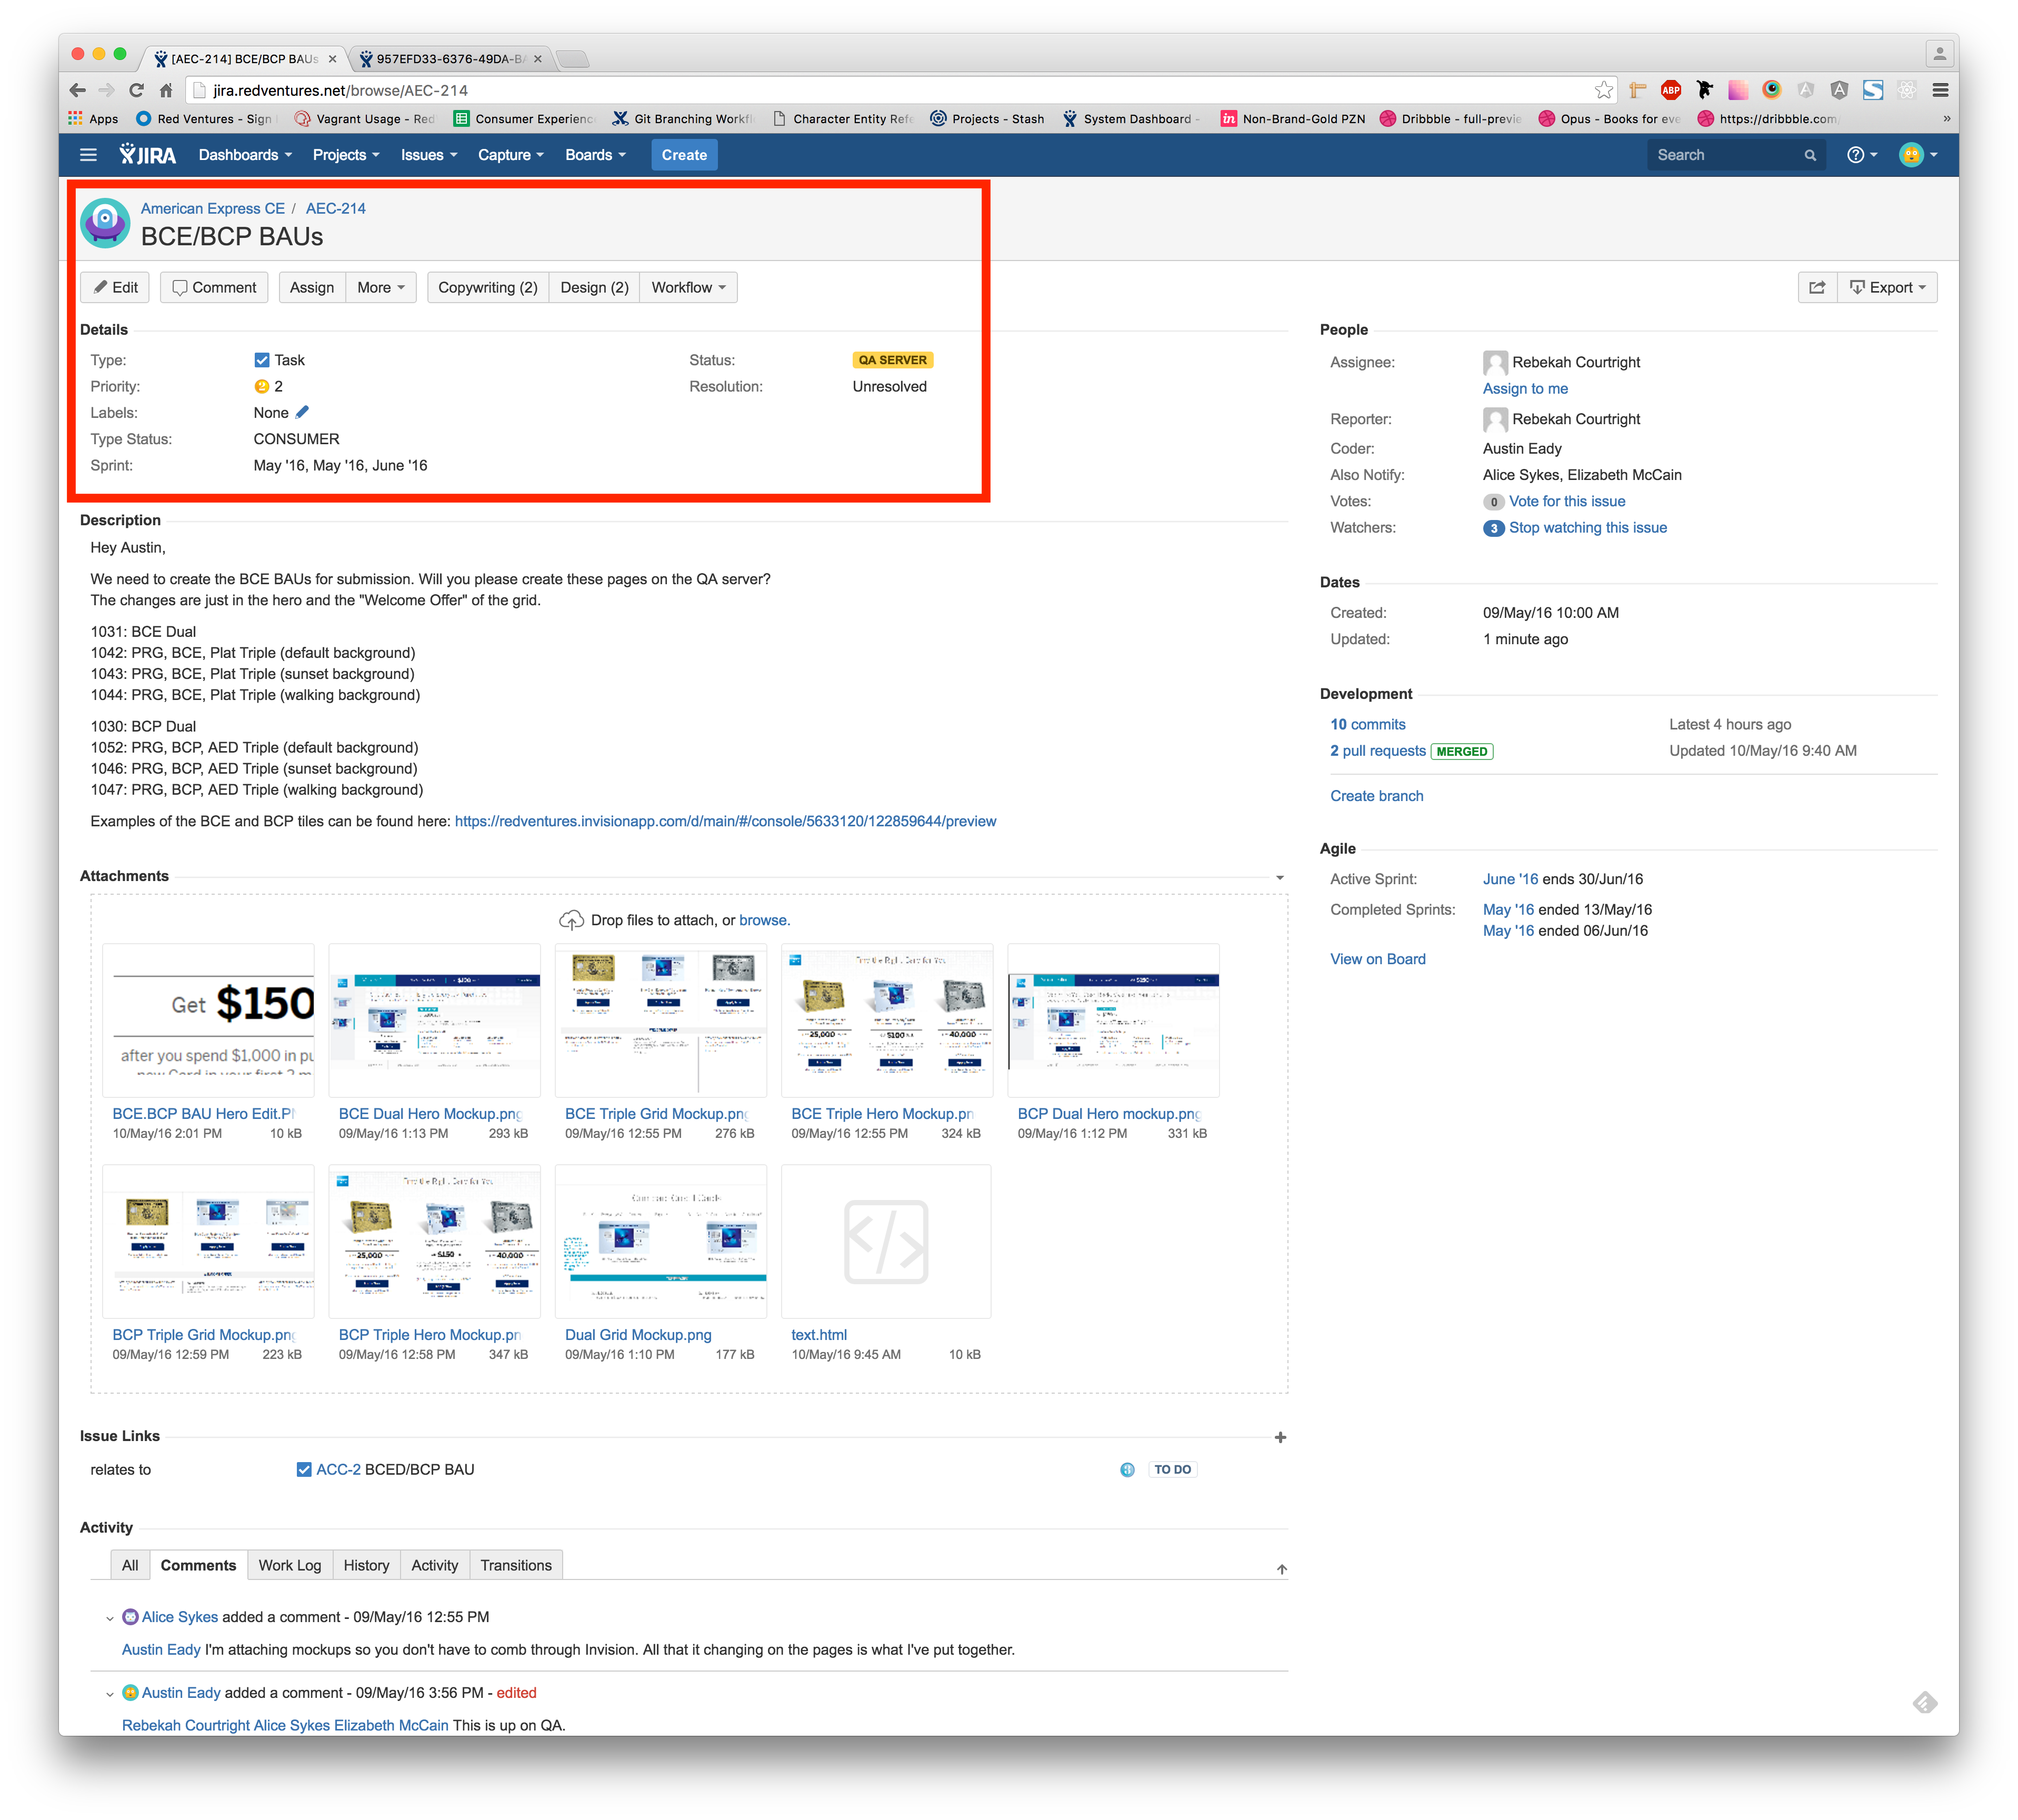 [AEC-214] BCE/BCP BAUs
957EFD33-6376-49DA-BA
jira.redventures.net/browse/AEC-214
ABP
Apps
Red Ventures - Sign
Vagrant Usage - Red
Consumer Experienc
Git Branching Workfl
Character Entity Refe
Projects - Stash
System Dashboard -
in Non-Brand-Gold PZN
Dribbble - full-previe
Opus - Books for eve
https://dribbble.com
»
JIRA Dashboards Projects Issues Capture Boards Create Search
American Express CE / AEC-214
BCE/BCP BAUs
Edit Comment Assign More Copywriting (2) Design (2) Workflow Export
Details
Type: Task Status: QA SERVER
Priority: 2 Resolution: Unresolved
Labels: None
Type Status: CONSUMER
Sprint: May '16, May '16, June '16
Description
Hey Austin,
We need to create the BCE BAUs for submission. Will you please create these pages on the QA server?
The changes are just in the hero and the "Welcome Offer" of the grid.
1031: BCE Dual
1042: PRG, BCE, Plat Triple (default background)
1043: PRG, BCE, Plat Triple (sunset background)
1044: PRG, BCE, Plat Triple (walking background)
1030: BCP Dual
1052: PRG, BCP, AED Triple (default background)
1046: PRG, BCP, AED Triple (sunset background)
1047: PRG, BCP, AED Triple (walking background)
Examples of the BCE and BCP tiles can be found here: https://redventures.invisionapp.com/d/main/#/console/5633120/122859644/preview
Attachments
Drop files to attach, or browse.
Get $150
after you spend $1,000 in pu
BCE.BCP BAU Hero Edit.Pl
10/May/16 2:01 PM 10 kB
BCE Dual Hero Mockup.png
09/May/16 1:13 PM 293 kB
BCE Triple Grid Mockup.png
09/May/16 12:55 PM 276 kB
25,000 $100 40,000
BCE Triple Hero Mockup.pn
09/May/16 12:55 PM 324 kB
BCP Dual Hero mockup.png
09/May/16 1:12 PM 331 kB
BCP Triple Grid Mockup.png
09/May/16 12:59 PM 223 kB
25,000 $150 40,000
BCP Triple Hero Mockup.pn
09/May/16 12:58 PM 347 kB
Dual Grid Mockup.png
09/May/16 1:10 PM 177 kB
text.html
10/May/16 9:45 AM 10 kB
Issue Links
relates to ACC-2 BCED/BCP BAU TO DO
Activity
All Comments Work Log History Activity Transitions
Alice Sykes added a comment - 09/May/16 12:55 PM
Austin Eady I'm attaching mockups so you don't have to comb through Invision. All that it changing on the pages is what I've put together.
Austin Eady added a comment - 09/May/16 3:56 PM - edited
Rebekah Courtright Alice Sykes Elizabeth McCain This is up on QA.
People
Assignee: Rebekah Courtright
Assign to me
Reporter: Rebekah Courtright
Coder: Austin Eady
Also Notify: Alice Sykes, Elizabeth McCain
Votes: 0 Vote for this issue
Watchers: 3 Stop watching this issue
Dates
Created: 09/May/16 10:00 AM
Updated: 1 minute ago
Development
10 commits Latest 4 hours ago
2 pull requests MERGED Updated 10/May/16 9:40 AM
Create branch
Agile
Active Sprint: June '16 ends 30/Jun/16
Completed Sprints: May '16 ended 13/May/16
May '16 ended 06/Jun/16
View on Board